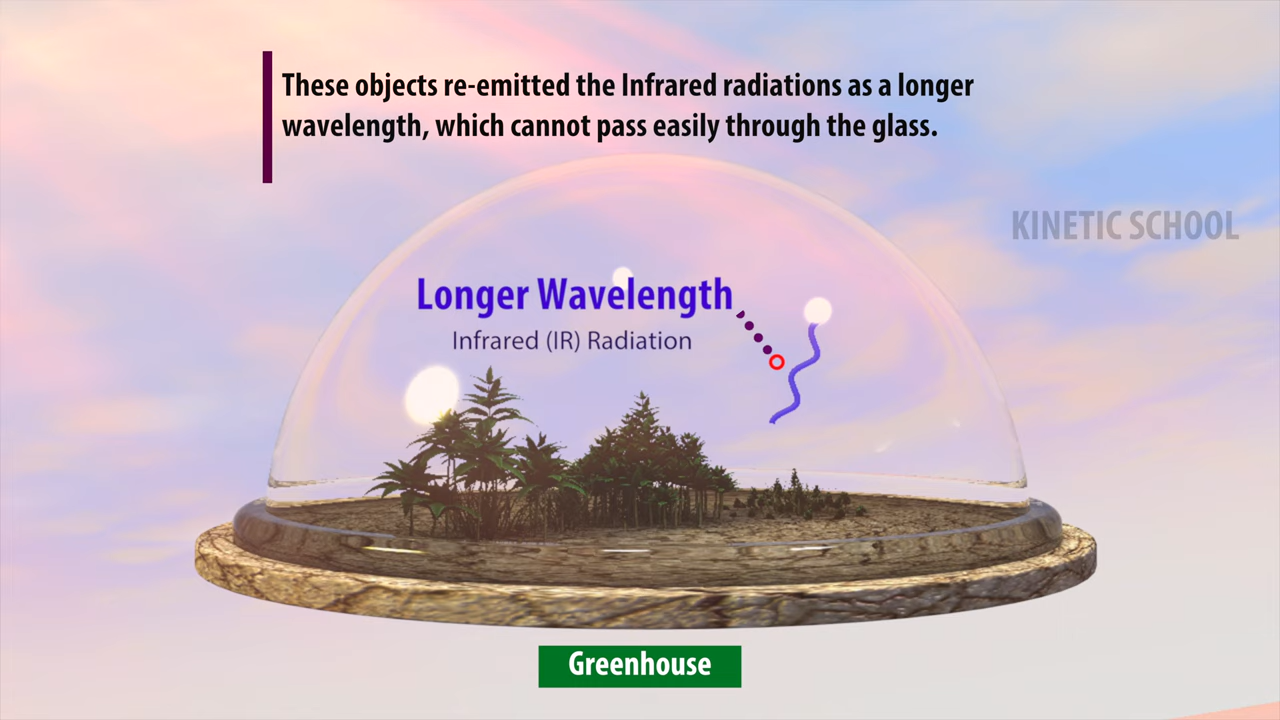 These objects re-emitted the Infrared radiations as a longer
wavelength, which cannot pass easily through the glass.
KINETIC SCHOOL
Longer Wavelength
Infrared (IR) Radiation
Greenhouse